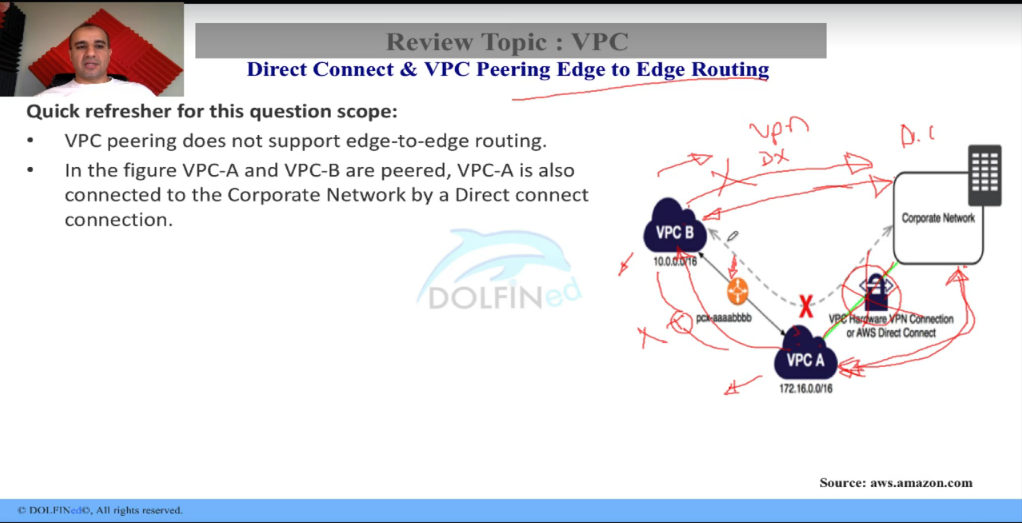 Review Topic : VPC
Direct Connect & VPC Peering Edge to Edge Routing
Quick refresher for this question scope:
• VPC peering does not support edge-to-edge routing.
• In the figure VPC-A and VPC-B are peered, VPC-A is also
connected to the Corporate Network by a Direct connect
connection.
DOLFINed
vpn
DX
D.C
Corporate Network
VPC B
10.0.0.0/16
pcx-aaaabbbb
X
VPC Hardware VPN Connection
or AWS Direct Connect
VPC A
172.16.0.0/16
Source: aws.amazon.com
© DOLFINed©, All rights reserved.